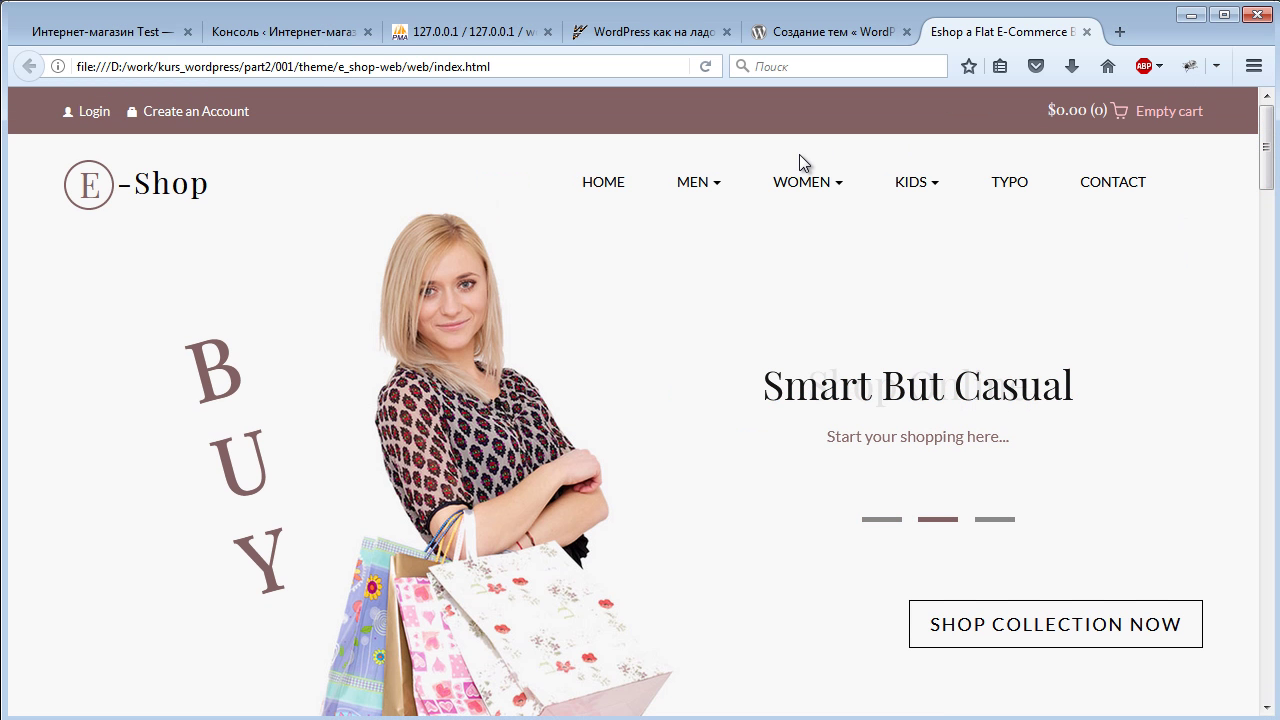 Интернет-магазин Test —
Консоль ‹ Интернет-магаз
PMA
127.0.0.1 / 127.0.0.1 / w
WordPress как на ладо
Создание тем « WordP
Eshop a Flat E-Commerce B
file:///D:/work/kurs_wordpress/part2/001/theme/e_shop-web/web/index.html
Поиск
ABP
Login
Create an Account
$0.00 (0)
Empty cart
E-Shop
HOME
MEN
WOMEN
KIDS
TYPO
CONTACT
B
U
Y
Smart But Casual
Start your shopping here...
SHOP COLLECTION NOW